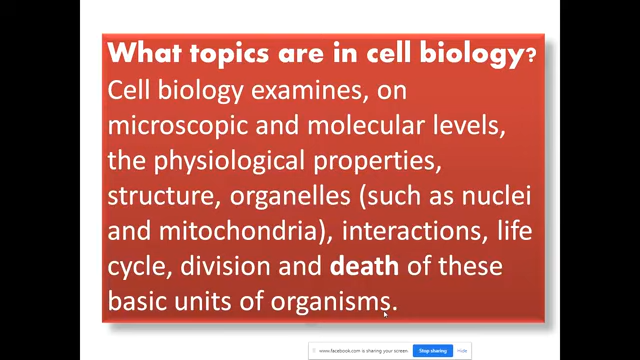 What topics are in cell biology?
Cell biology examines, on
microscopic and molecular levels,
the physiological properties,
structure, organelles (such as nuclei
and mitochondria), interactions, life
cycle, division and death of these
basic units of organisms.
www.facebook.com is sharing your screen Stop sharing Hide